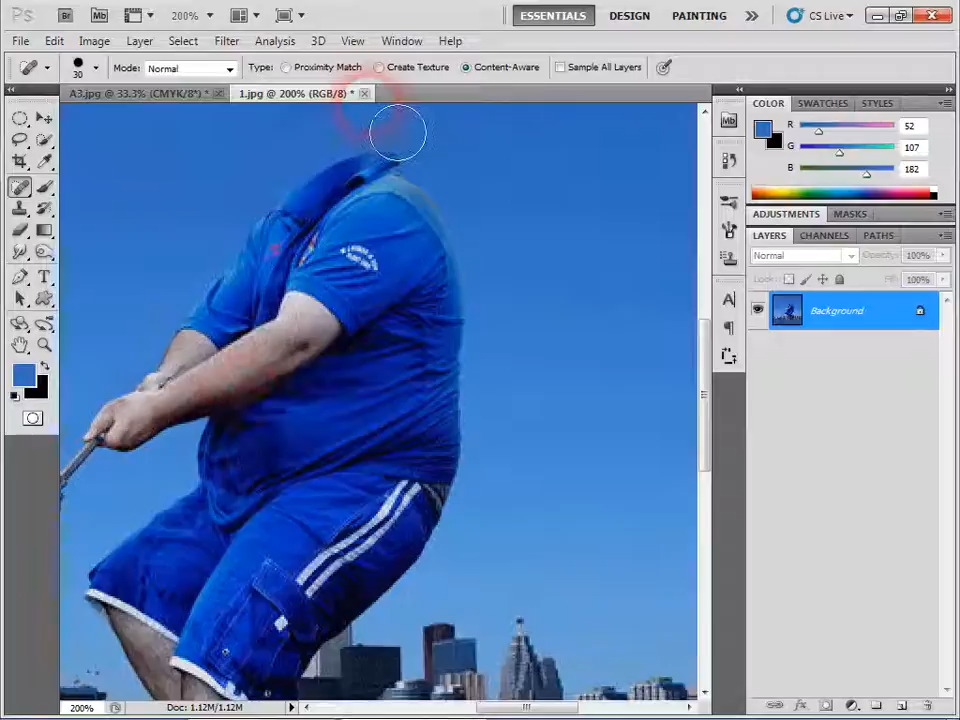 Ps Br Mb 200% ESSENTIALS DESIGN PAINTING CS Live
File Edit Image Layer Select Filter Analysis 3D View Window Help
30 Mode: Normal Type: Proximity Match Create Texture Content-Aware Sample All Layers
A3.jpg @ 33.3% (CMYK/8*) * 1.jpg @ 200% (RGB/8) *
COLOR SWATCHES STYLES
R 52
G 107
B 182
ADJUSTMENTS MASKS
LAYERS CHANNELS PATHS
Normal Opacity: 100%
Lock: Fill: 100%
Background
200% Doc: 1.12M/1.12M